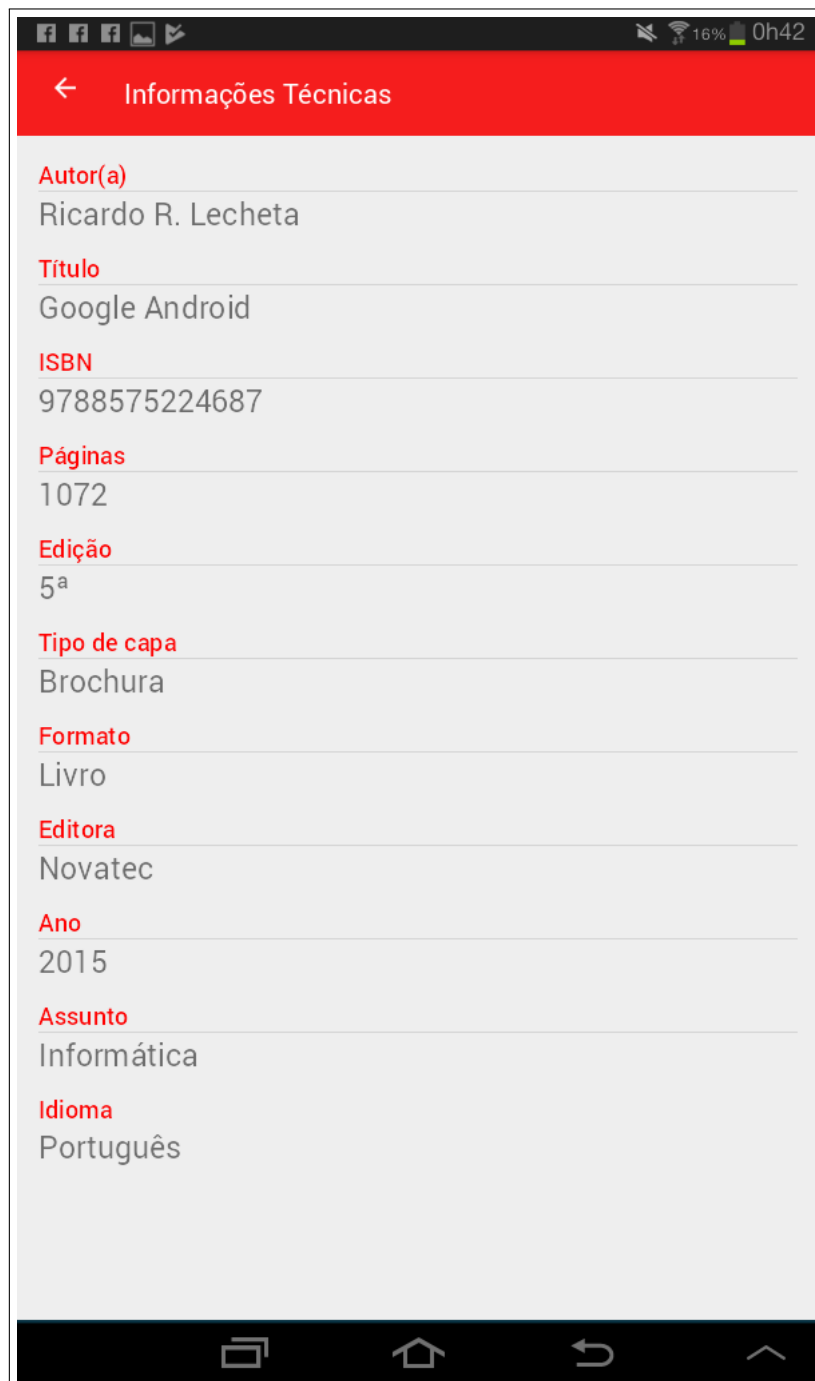 16% 0h42
Informações Técnicas
Autor(a)
Ricardo R. Lecheta
Título
Google Android
ISBN
9788575224687
Páginas
1072
Edição
5ª
Tipo de capa
Brochura
Formato
Livro
Editora
Novatec
Ano
2015
Assunto
Informática
Idioma
Português